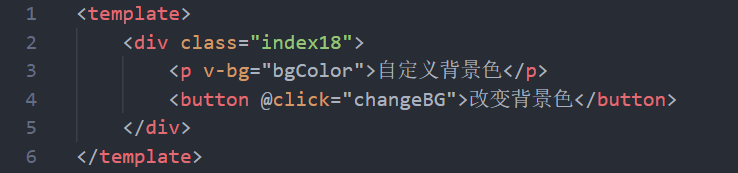 1 <template>
2     <div class="index18">
3         <p v-bg="bgColor">自定义背景色</p>
4         <button @click="changeBG">改变背景色</button>
5     </div>
6 </template>